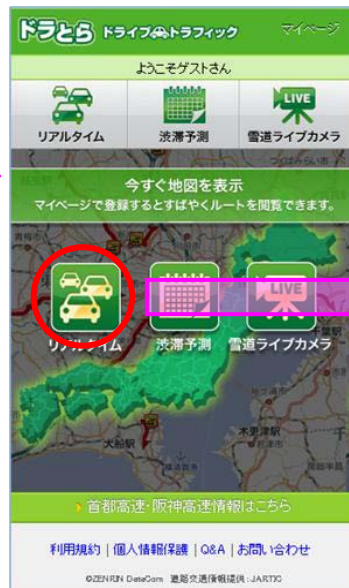 ドラとら ドライブ&トラフィック マイページ
ようこそゲストさん
リアルタイム 渋滞予測 LIVE 雪道ライブカメラ
今すぐ地図を表示
マイページで登録するとすばやくルートを閲覧できます。
リアルタイム 渋滞予測 LIVE 雪道ライブカメラ
千葉駅
木更津駅
大船駅
首都高速・阪神高速情報はこちら
利用規約 | 個人情報保護 | Q&A | お問い合わせ
©ZENRIN DataCom 道路交通情報提供:JARTIC